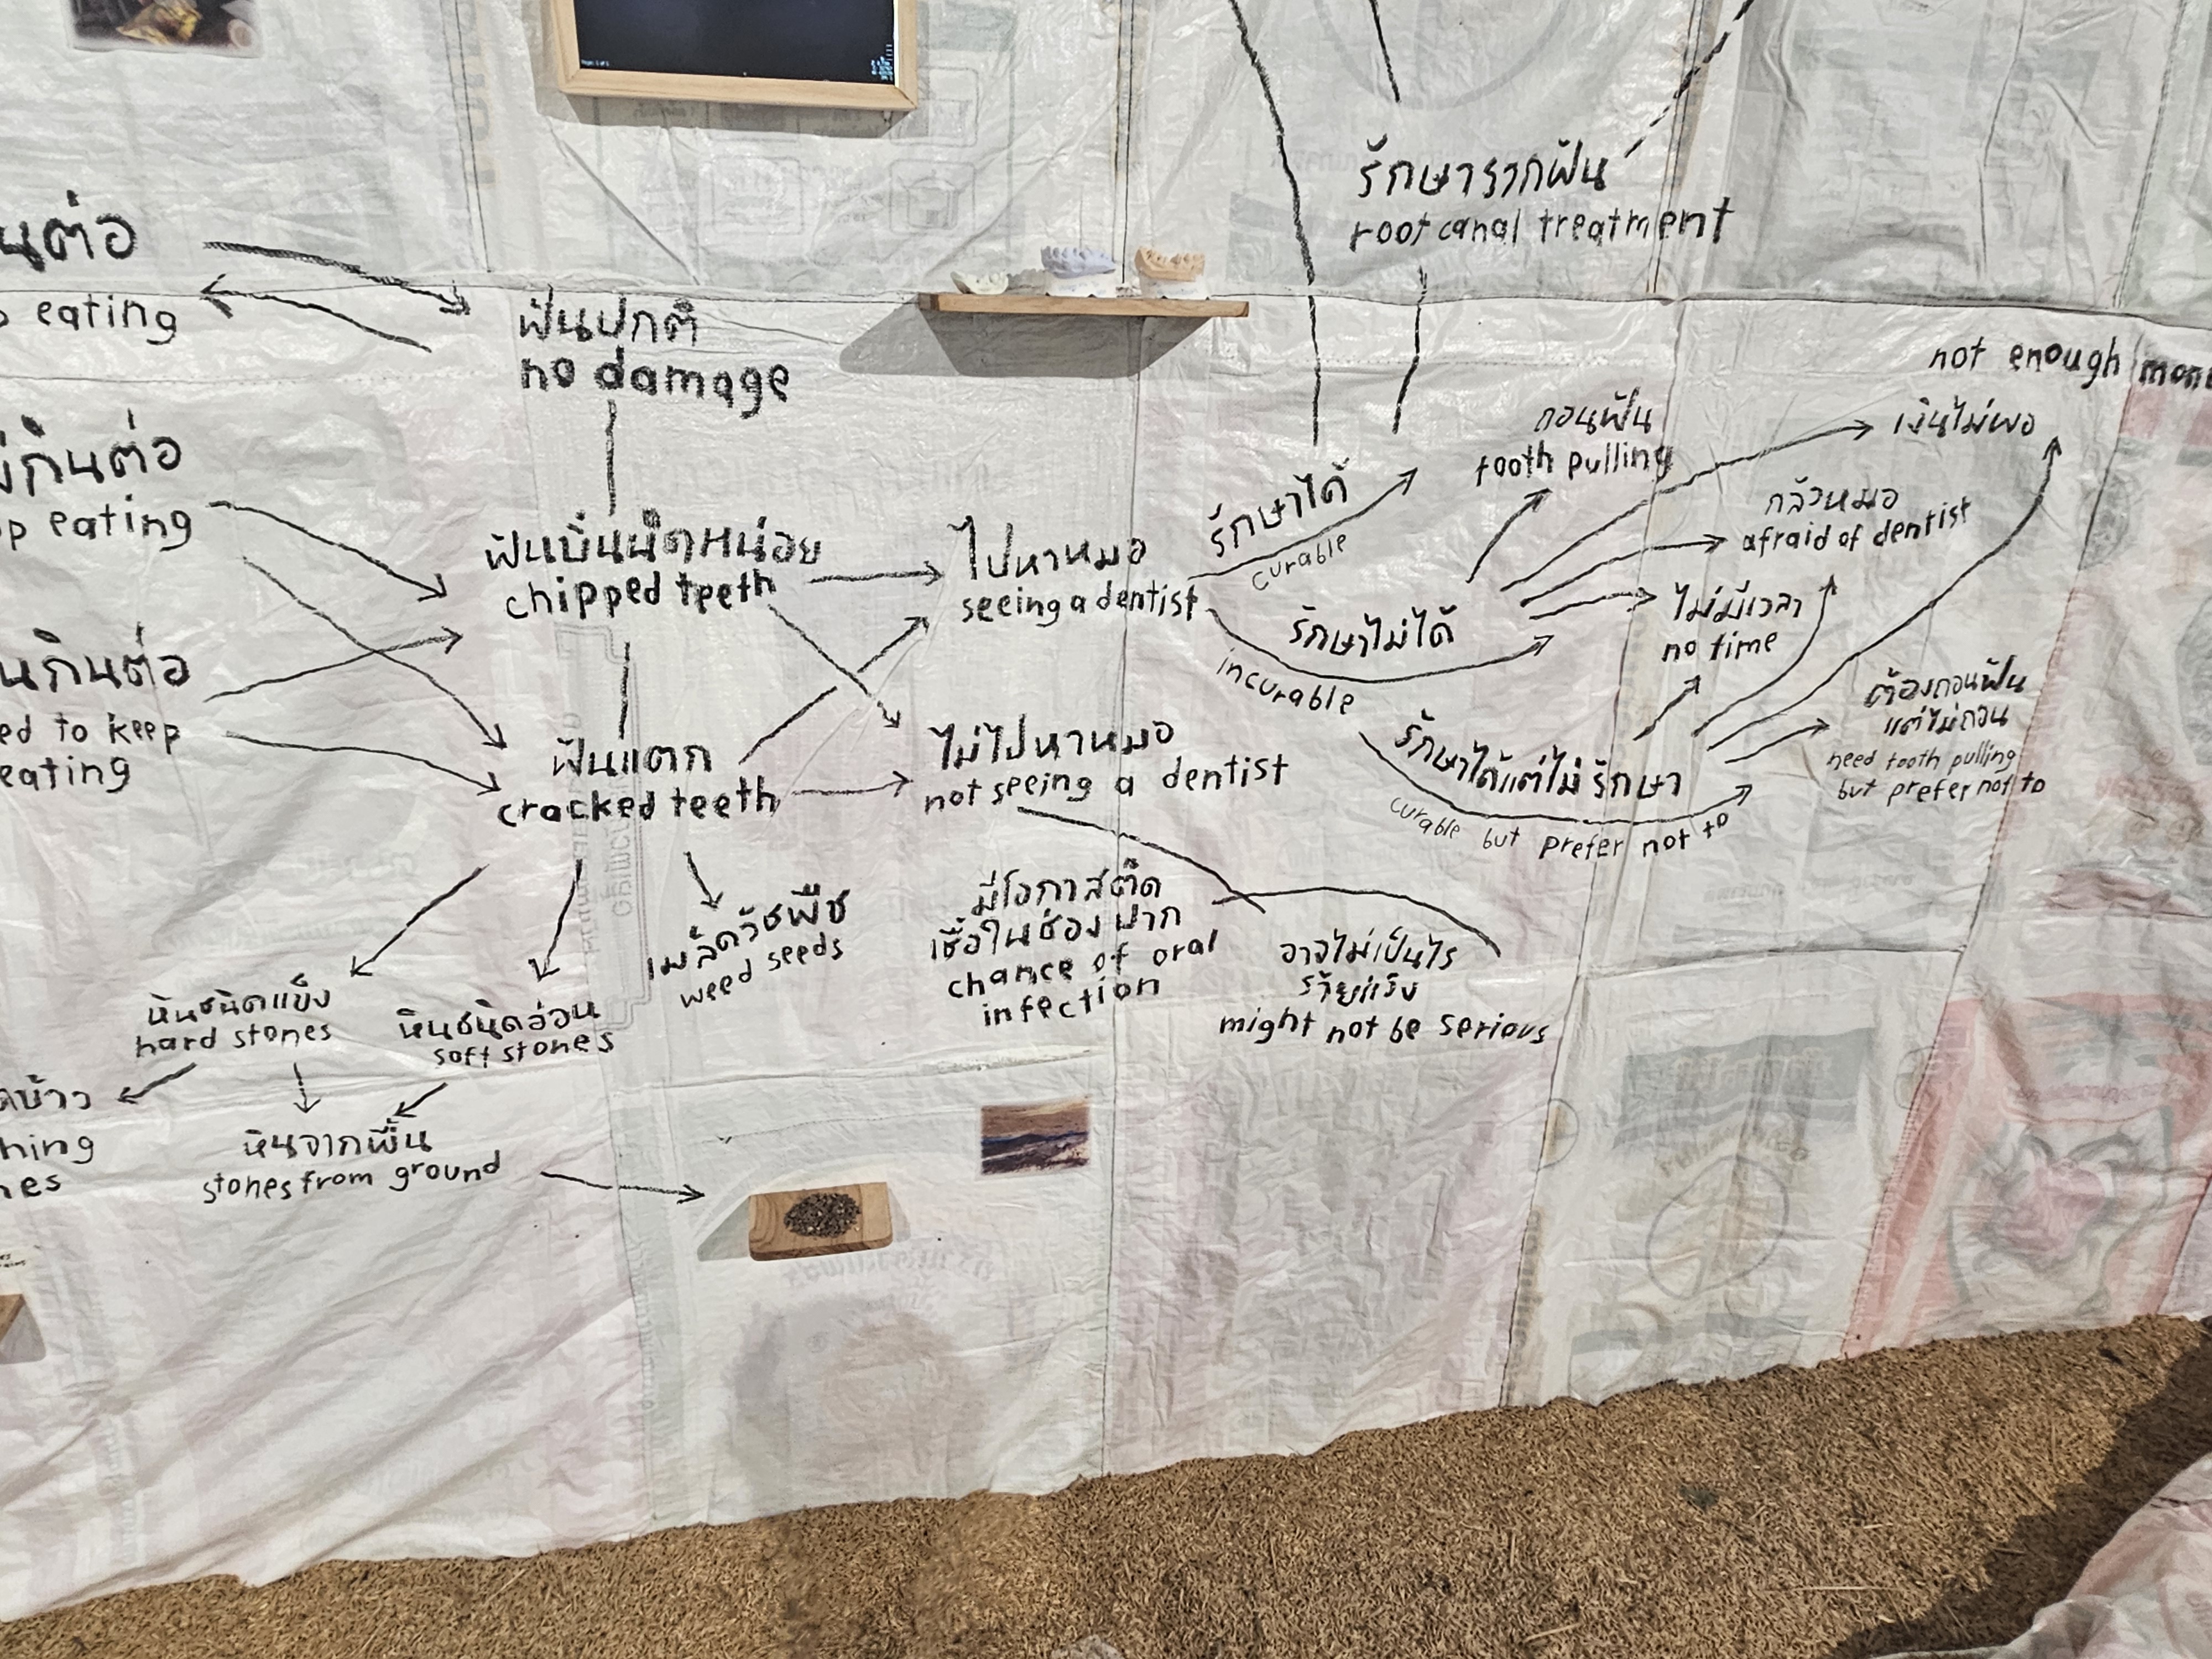 รักษารากฟัน
root canal treatment
นต่อ
eating
ฟันปกติ
no damage
not enough
เงินไม่พอ
ถอนฟัน
tooth pulling
กินต่อ
eating
รักษาได้
curable
กลัวหมอ
afraid of dentist
ฟันบิ่นนิดหน่อย
chipped teeth
ไปหาหมอ
seeing a dentist
รักษาไม่ได้
incurable
ไม่มีเวลา
no time
กินต่อ
to keep
eating
ฟันแตก
cracked teeth
ไม่ไปหาหมอ
not seeing a dentist
รักษาได้แต่ไม่รักษา
curable but prefer not to
ต้องถอนฟัน
แต่ไม่ถอน
need tooth pulling
but prefer not to
เมล็ดวัชพืช
weed seeds
มีโอกาสติด
เชื้อในช่องปาก
chance of oral
infection
อาจไม่เป็นไร
ร้ายแรง
might not be serious
หินชนิดแข็ง
hard stones
หินชนิดอ่อน
soft stones
หินจากพื้น
stones from ground